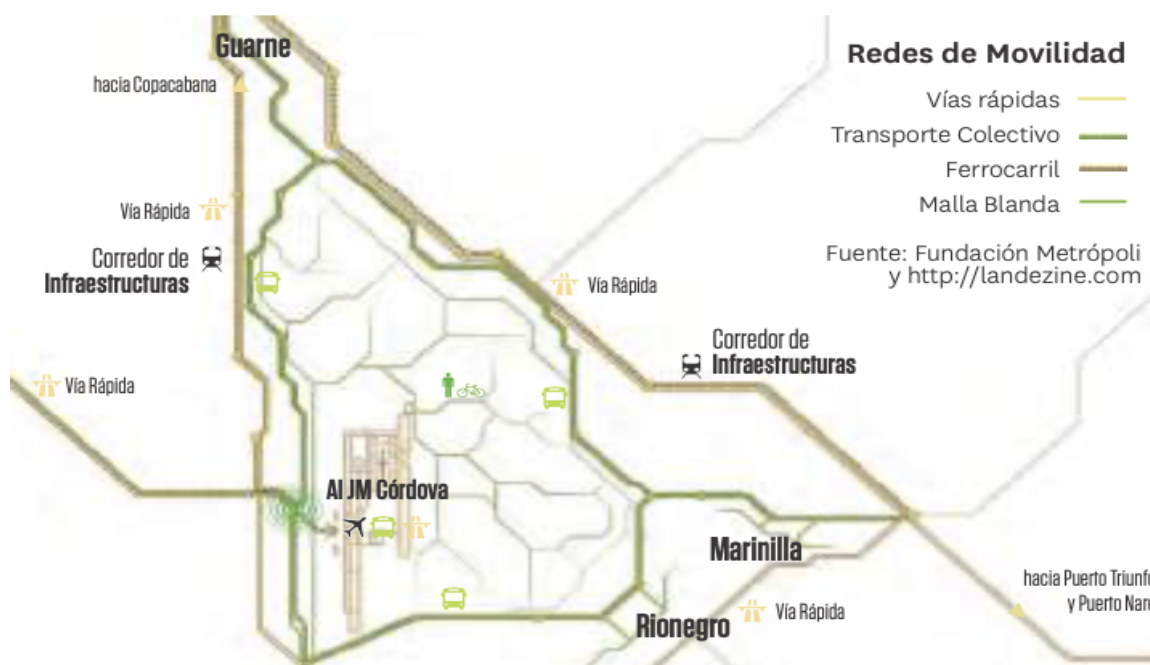 Guarne
hacia Copacabana
Redes de Movilidad
Vías rápidas
Transporte Colectivo
Ferrocarril
Malla Blanda
Fuente: Fundación Metrópoli
y http://landezine.com
Vía Rápida
Corredor de
Infraestructuras
Vía Rápida
Corredor de
Infraestructuras
Vía Rápida
AI JM Córdova
Marinilla
hacia Puerto Triunf
y Puerto Nar
Rionegro
Vía Rápida